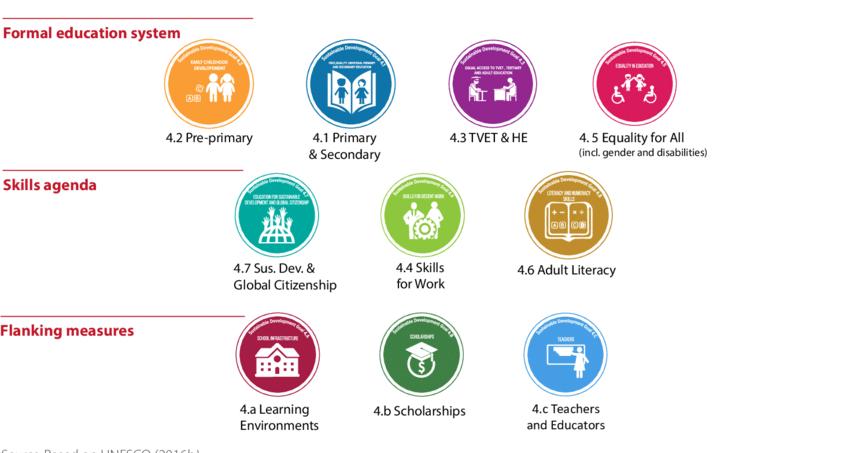 Formal education system
Sustainable Development Goal 4.2
EARLY CHILDHOOD
DEVELOPEMENT
Sustainable Development Goal 4.1
FREE, QUALITY UNIVERSAL PRIMARY
AND SECONDARY EDUCATION
Sustainable Development Goal 4.3
EQUAL ACCESS TO TVET, TERTIARY
AND ADULT EDUCATION
Sustainable Development Goal 4.5
EQUALITY IN EDUCATION
4.2 Pre-primary
4.1 Primary
& Secondary
4.3 TVET & HE
4. 5 Equality for All
(incl. gender and disabilities)
Skills agenda
Sustainable Development Goal 4.7
EDUCATION FOR SUSTAINABLE
DEVELOPMENT AND GLOBAL CITIZENSHIP
Sustainable Development Goal 4.4
SKILLS FOR DECENT WORK
LITERACY AND NUMERACY
SKILLS
4.7 Sus. Dev. &
Global Citizenship
4.4 Skills
for Work
4.6 Adult Literacy
Flanking measures
Sustainable Development Goal 4.A
SCHOOL INFRASTRUCTURE
Sustainable Development Goal 4.B
SCHOLARSHIPS
$
Sustainable Development Goal 4.C
TEACHERS
4.a Learning
Environments
4.b Scholarships
4.c Teachers
and Educators
Source: Based on UNESCO (2016b)